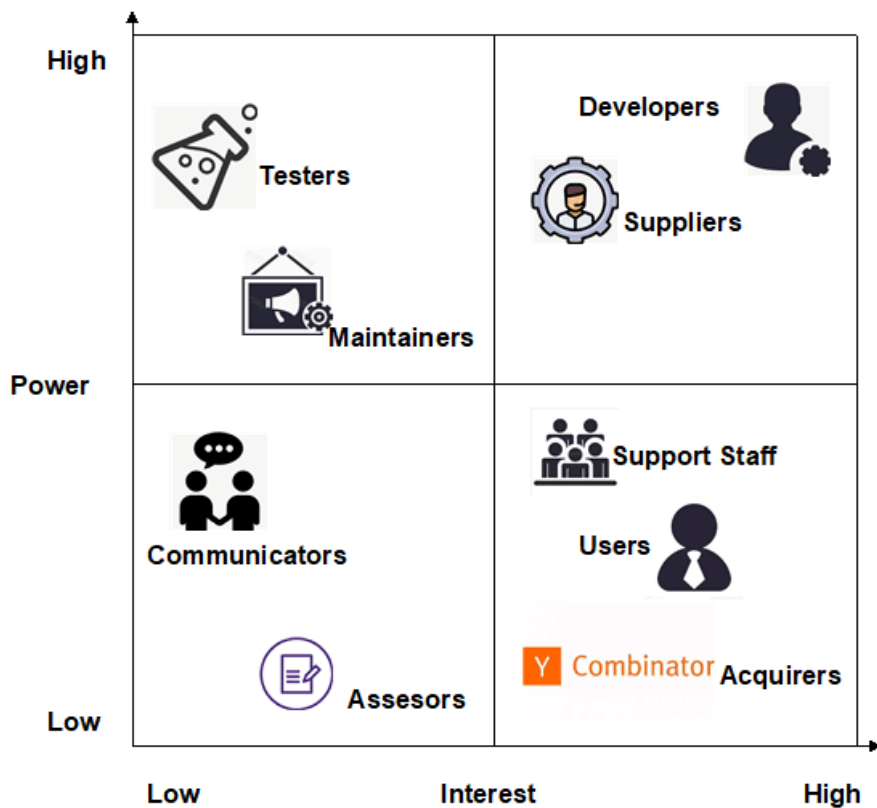 High
Developers
Testers
Suppliers
Maintainers
Power
Support Staff
Users
Communicators
Y Combinator Acquirers
Assesors
Low
Low Interest High